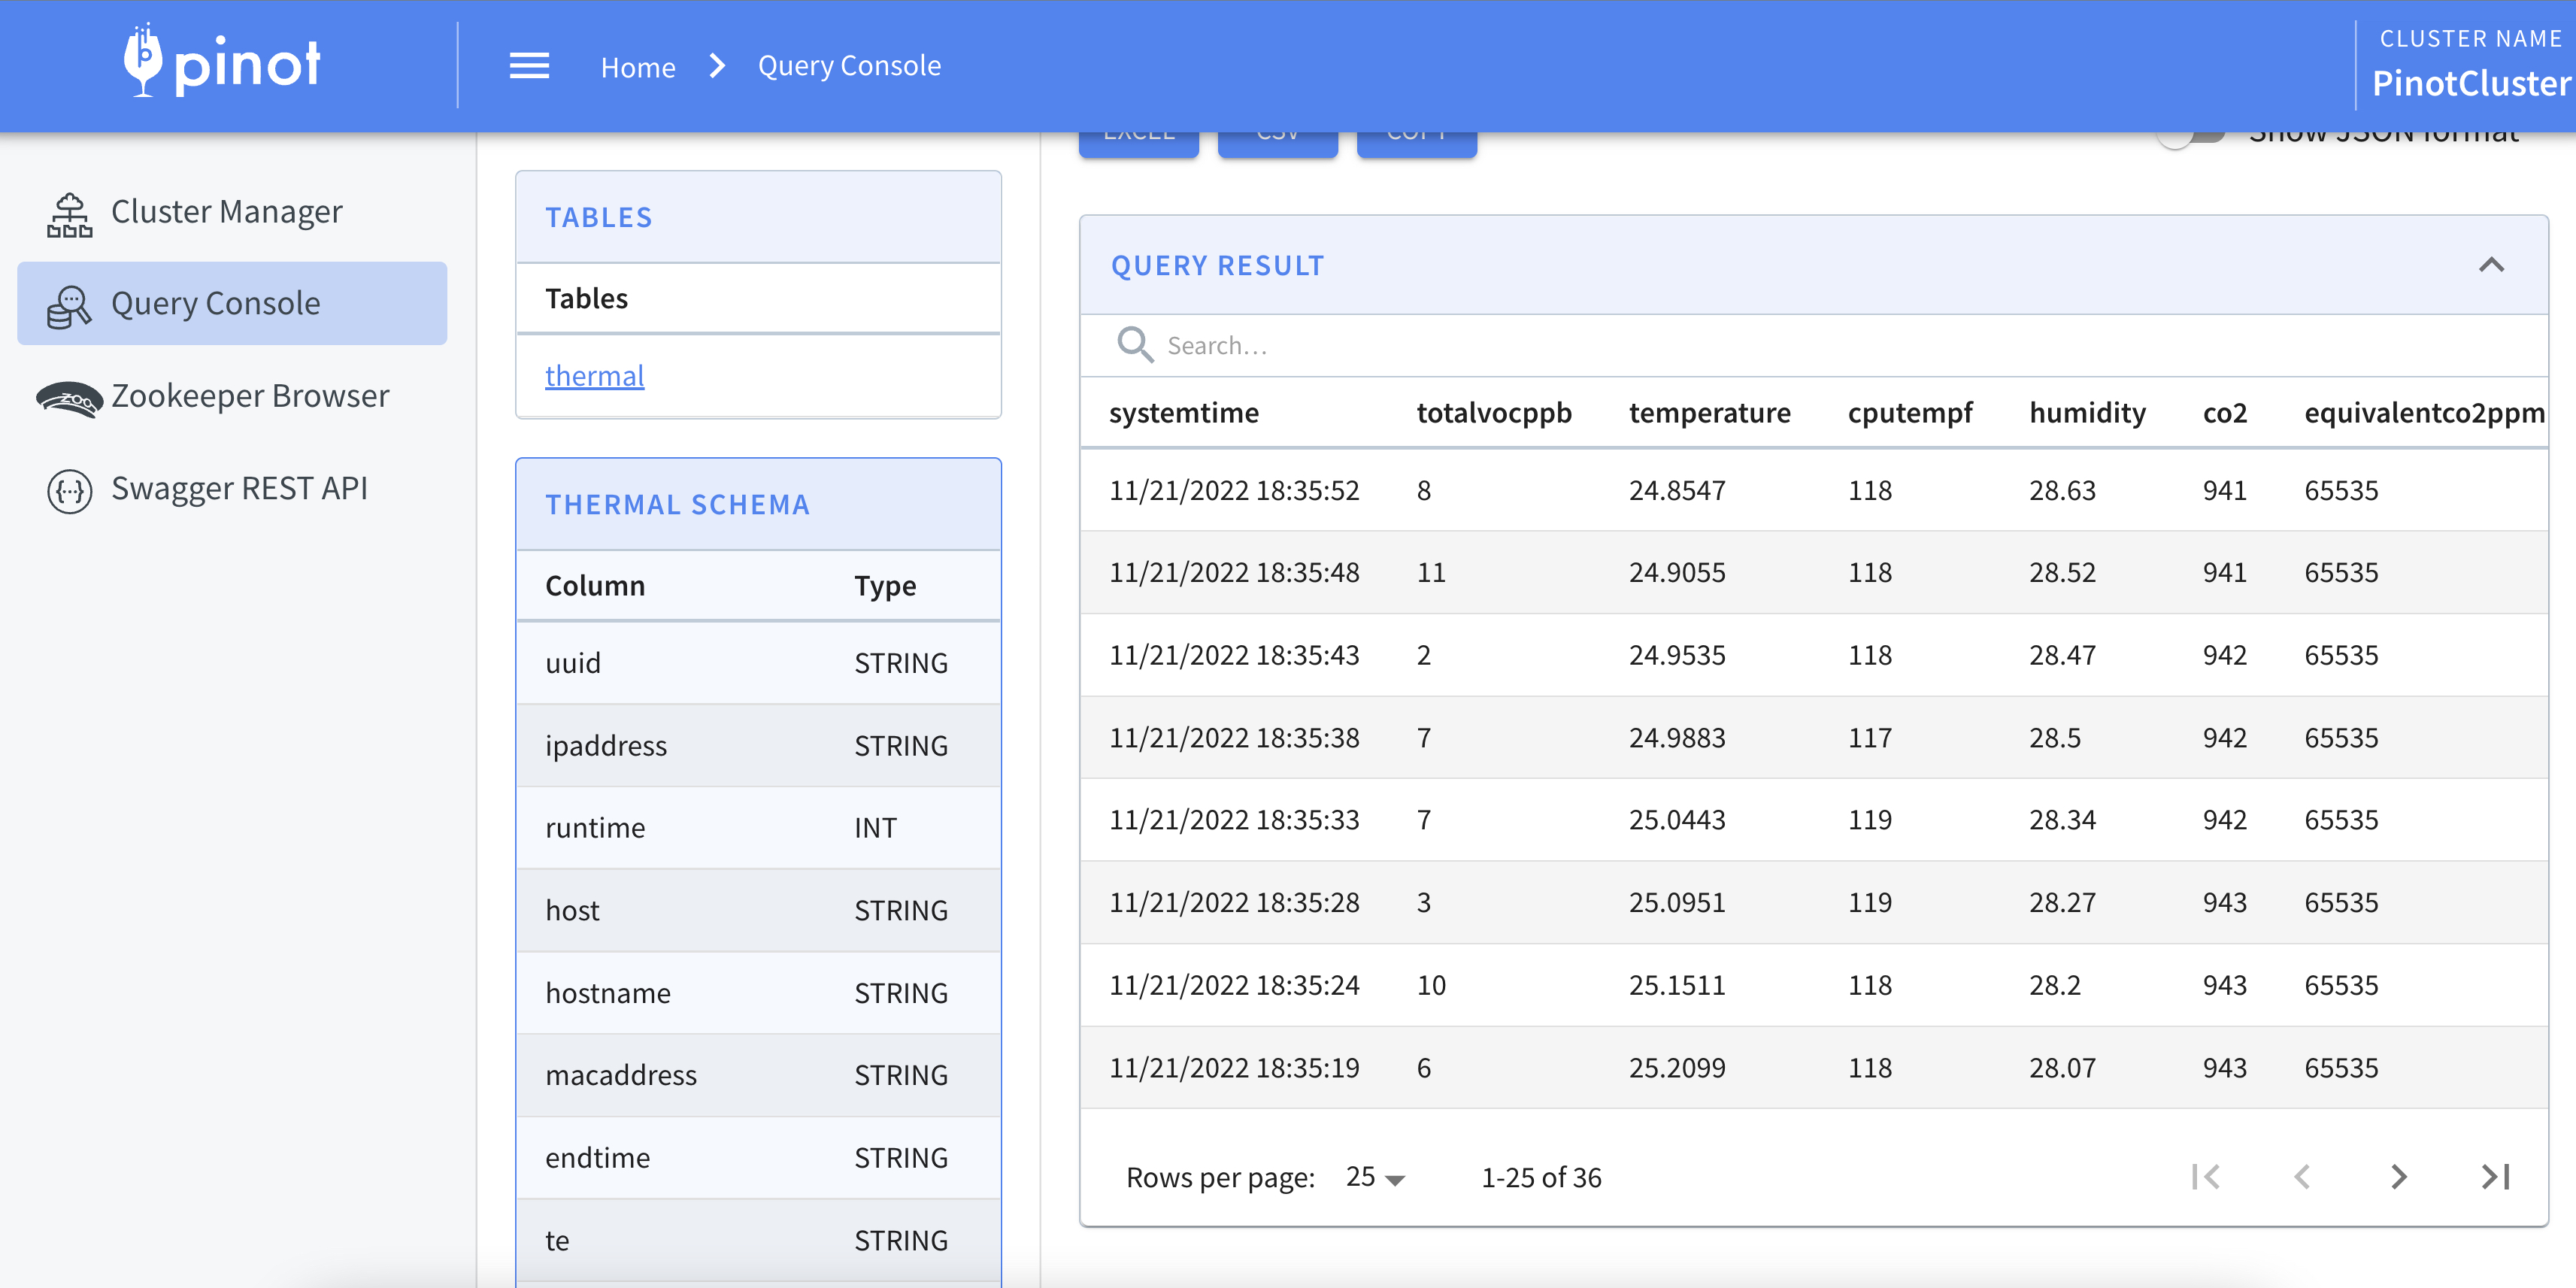 pinot
Home
Query Console
CLUSTER NAME
PinotCluster
Cluster Manager
Query Console
ZOO
Zookeeper Browser
Swagger REST API
TABLES
Tables
thermal
THERMAL SCHEMA
Column Type
uuid STRING
ipaddress STRING
runtime INT
host STRING
hostname STRING
macaddress STRING
endtime STRING
te STRING
EXCEL CSV COPY
Show JSON format
QUERY RESULT
Search…
systemtime totalvocppb temperature cputempf humidity co2 equivalentco2ppm
11/21/2022 18:35:52 8 24.8547 118 28.63 941 65535
11/21/2022 18:35:48 11 24.9055 118 28.52 941 65535
11/21/2022 18:35:43 2 24.9535 118 28.47 942 65535
11/21/2022 18:35:38 7 24.9883 117 28.5 942 65535
11/21/2022 18:35:33 7 25.0443 119 28.34 942 65535
11/21/2022 18:35:28 3 25.0951 119 28.27 943 65535
11/21/2022 18:35:24 10 25.1511 118 28.2 943 65535
11/21/2022 18:35:19 6 25.2099 118 28.07 943 65535
Rows per page: 25 1-25 of 36